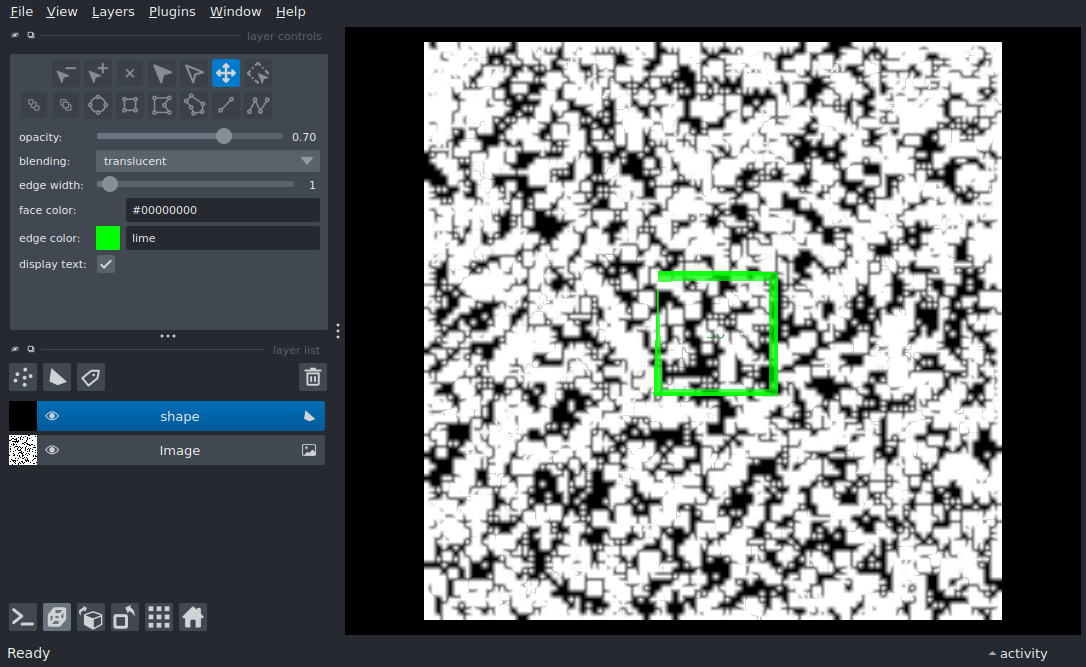 File View Layers Plugins Window Help
layer controls
opacity: 0.70
blending: translucent
edge width: 1
face color: #00000000
edge color: lime
display text:
layer list
shape
Image
Ready
activity